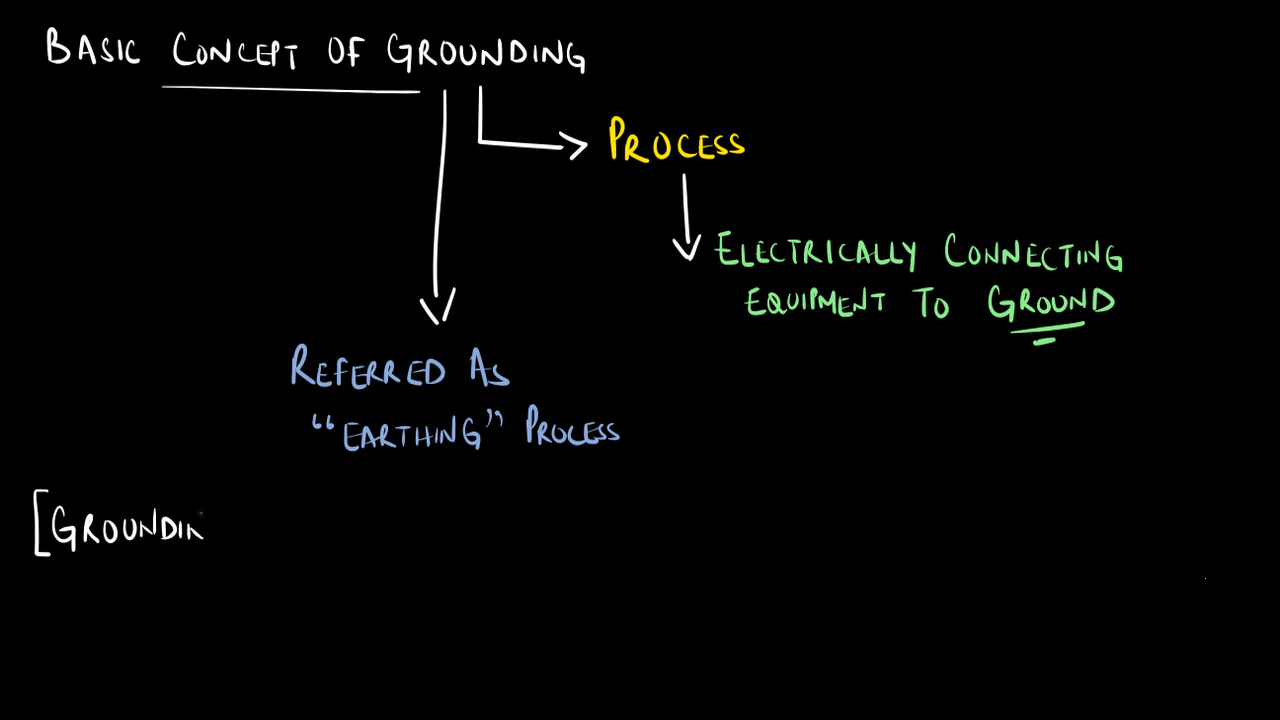 BASIC CONCEPT OF GROUNDING
PROCESS
ELECTRICALLY CONNECTING
EQUIPMENT TO GROUND
REFERRED AS
“EARTHING” PROCESS
[GROUNDIN